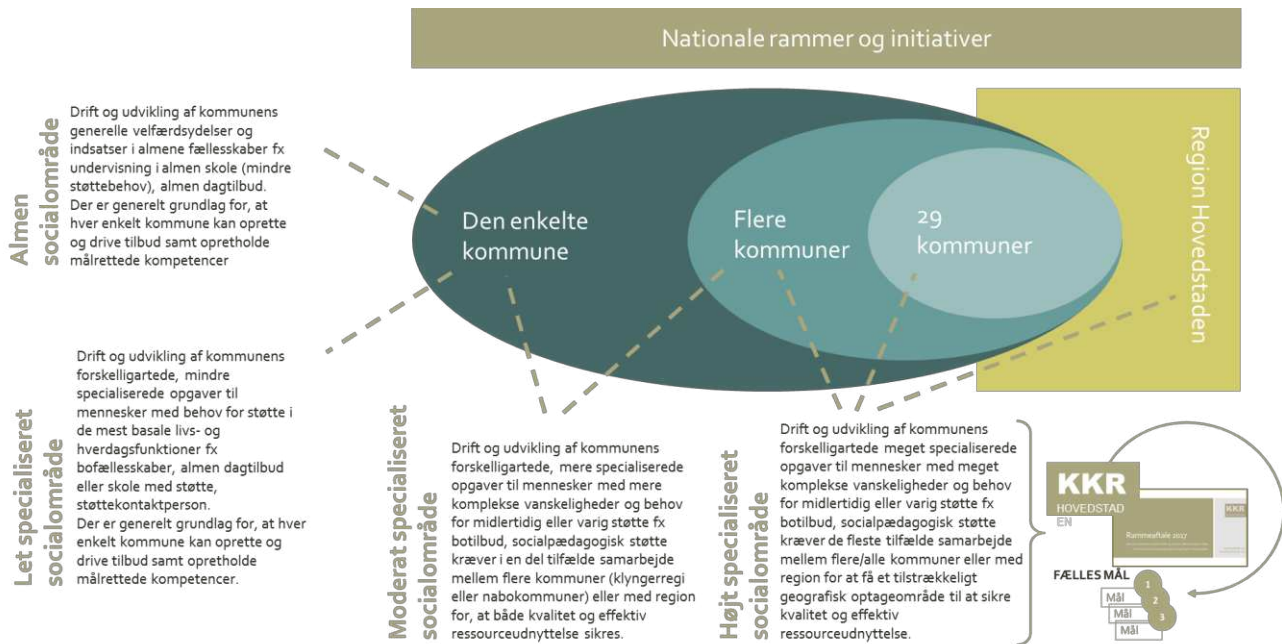 Nationale rammer og initiativer
Almen
socialområde
Drift og udvikling af kommunens
generelle velfærdsydelser og
indsatser i almene fællesskaber fx
undervisning i almen skole (mindre
støttebehov), almen dagtilbud.
Der er generelt grundlag for, at
hver enkelt kommune kan oprette
og drive tilbud samt opretholde
målrettede kompetencer
Den enkelte
kommune
Flere
kommuner
29
kommuner
Region Hovedstaden
Let specialiseret
socialområde
Drift og udvikling af kommunens
forskelligartede, mindre
specialiserede opgaver til
mennesker med behov for støtte i
de mest basale livs- og
hverdagsfunktioner fx
bofællesskaber, almen dagtilbud
eller skole med støtte,
støttekontaktperson.
Der er generelt grundlag for, at hver
enkelt kommune kan oprette og
drive tilbud samt opretholde
målrettede kompetencer.
Moderat specialiseret
socialområde
Drift og udvikling af kommunens
forskelligartede, mere specialiserede
opgaver til mennesker med mere
komplekse vanskeligheder og behov
for midlertidig eller varig støtte fx
botilbud, socialpædagogisk støtte
kræver i en del tilfælde samarbejde
mellem flere kommuner (klyngerregi
eller nabokommuner) eller med region
for, at både kvalitet og effektiv
ressourceudnyttelse sikres.
Højt specialiseret
socialområde
Drift og udvikling af kommunens
forskelligartede meget specialiserede
opgaver til mennesker med meget
komplekse vanskeligheder og behov
for midlertidig eller varig støtte fx
botilbud, socialpædagogisk støtte
kræver de fleste tilfælde samarbejde
mellem flere/alle kommuner eller med
region for at få et tilstrækkeligt
geografisk optageområde til at sikre
kvalitet og effektiv
ressourceudnyttelse.
KKR
HOVEDSTAD
EN
KKR
Rammeaftale 2017
FÆLLES MÅL
Mål 1
Mål 2
Mål 3